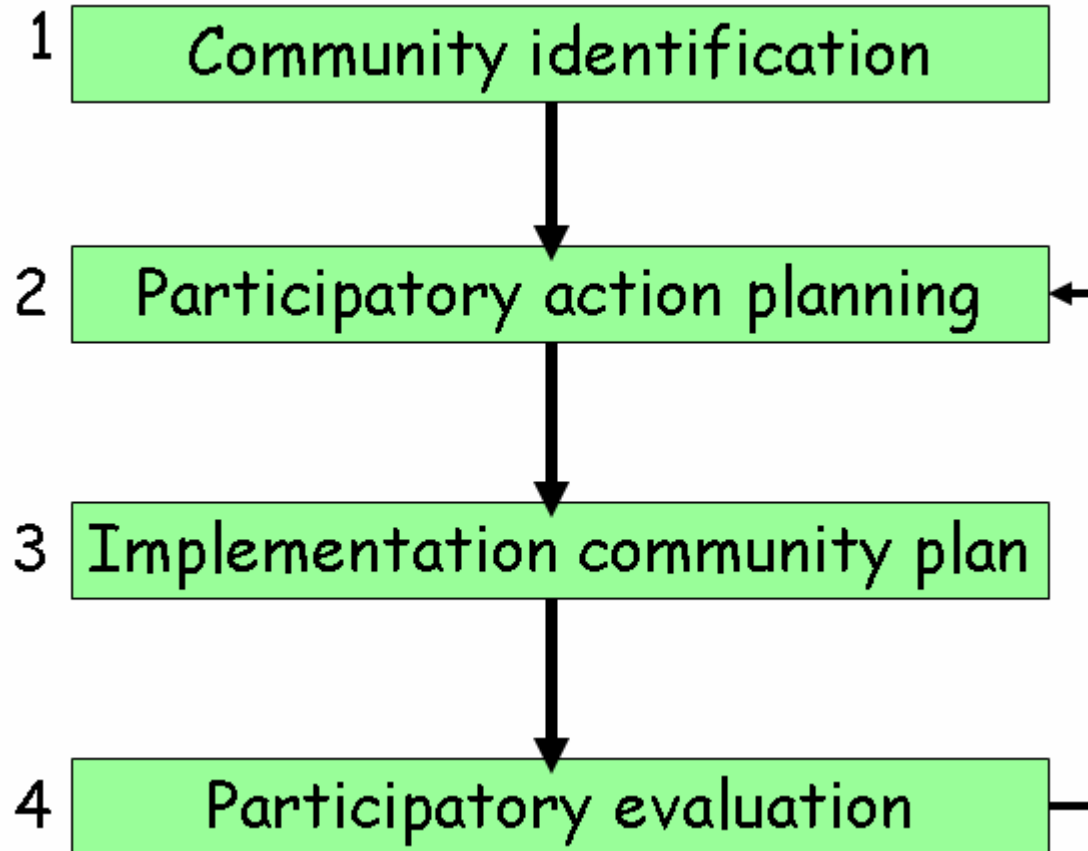 1 Community identification
2 Participatory action planning
3 Implementation community plan
4 Participatory evaluation